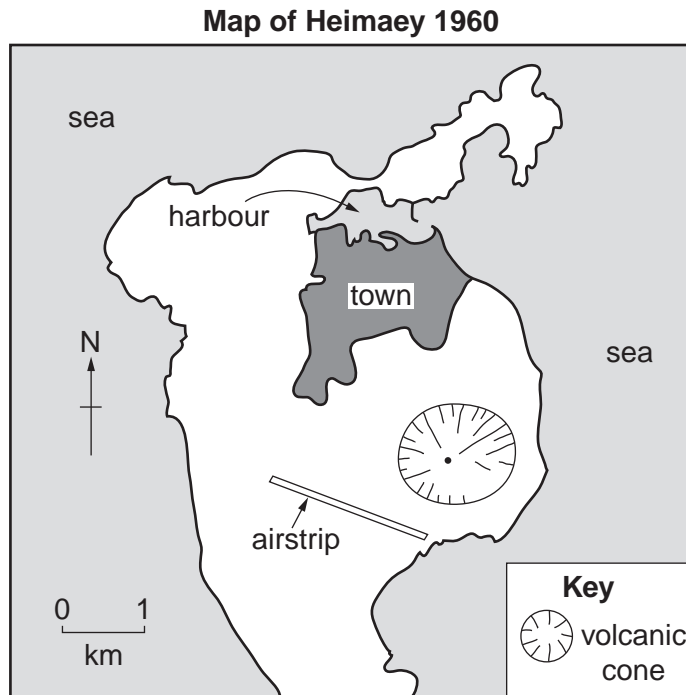 Map of Heimaey 1960
sea
harbour
town
N
sea
airstrip
0 1
km
Key
volcanic
cone